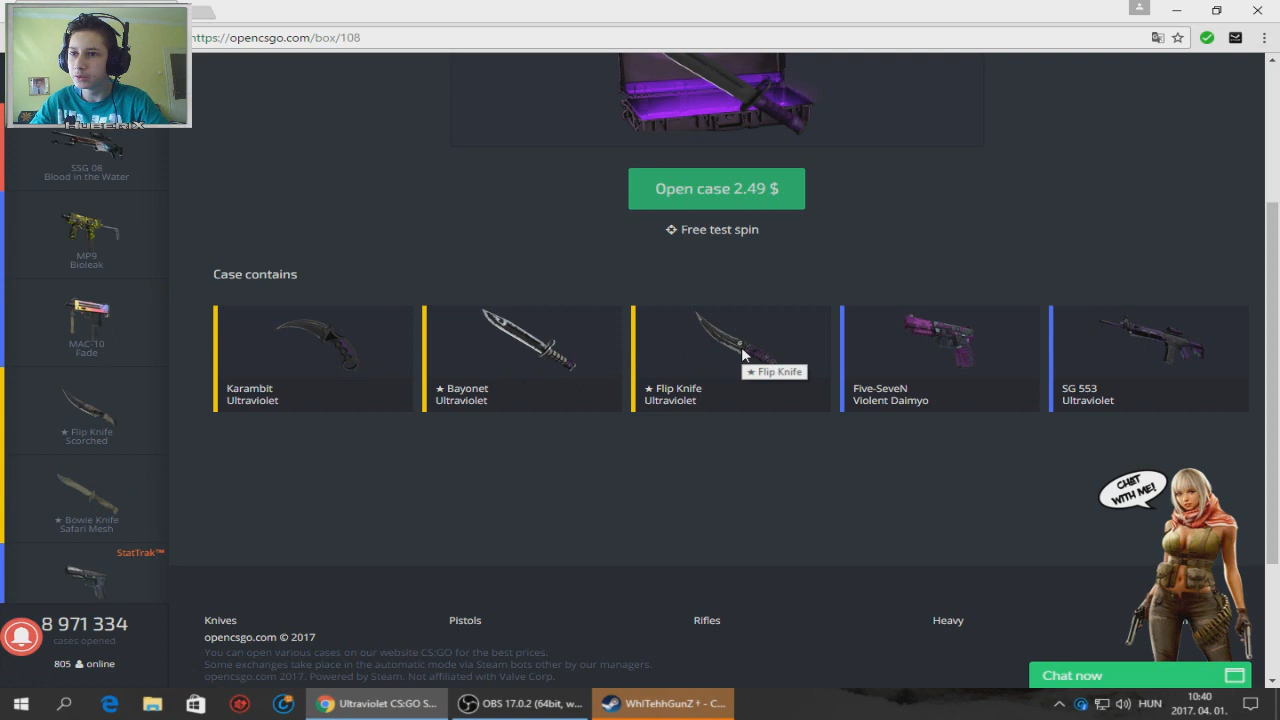 https://opencsgo.com/box/108
SSG 08
Blood in the Water
MP9
Bioleak
MAC-10
Fade
★ Flip Knife
Scorched
★ Bowie Knife
Safari Mesh
StatTrak™
8 971 334
cases opened
805 online
Open case 2.49 $
Free test spin
Case contains
Karambit
Ultraviolet
★ Bayonet
Ultraviolet
★ Flip Knife
Ultraviolet
★ Flip Knife
Five-SeveN
Violent Daimyo
SG 553
Ultraviolet
CHAT
WITH ME!
Knives
Pistols
Rifles
Heavy
opencsgo.com © 2017
You can open various cases on our website CS:GO for the best prices.
Some exchanges take place in the automatic mode via Steam bots other by our managers.
opencsgo.com 2017. Powered by Steam. Not affiliated with Valve Corp.
Chat now
Ultraviolet CS:GO S...
OBS 17.0.2 (64bit, w...
WhITehhGunZ † - C...
HUN
10:40
2017. 04. 01.